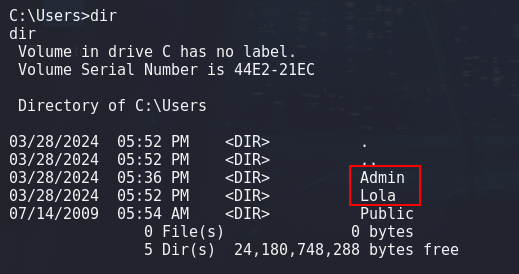 C:\Users>dir
dir
 Volume in drive C has no label.
 Volume Serial Number is 44E2-21EC

 Directory of C:\Users

03/28/2024  05:52 PM    <DIR>          .
03/28/2024  05:52 PM    <DIR>          ..
03/28/2024  05:36 PM    <DIR>          Admin
03/28/2024  05:52 PM    <DIR>          Lola
07/14/2009  05:54 AM    <DIR>          Public
               0 File(s)              0 bytes
               5 Dir(s)  24,180,748,288 bytes free